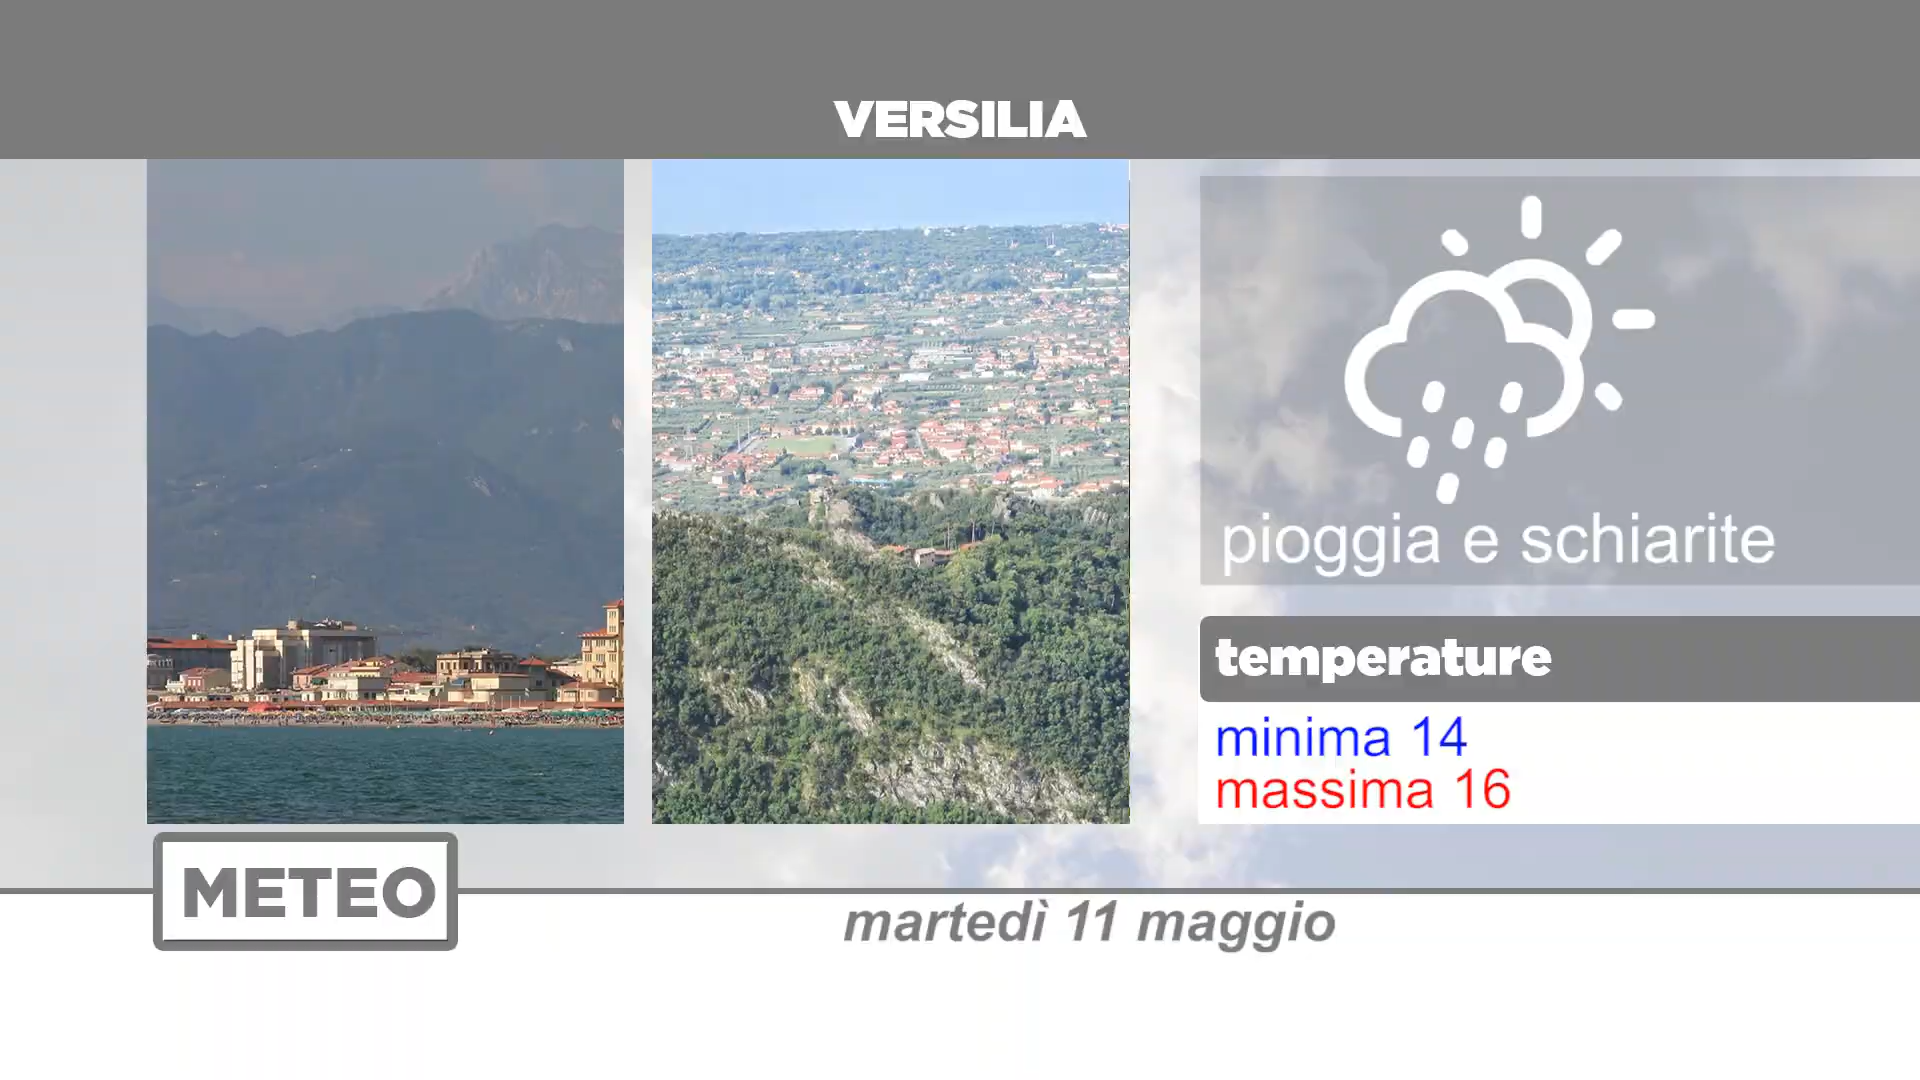 VERSILIA
pioggia e schiarite
temperature
minima 14
massima 16
METEO
martedì 11 maggio